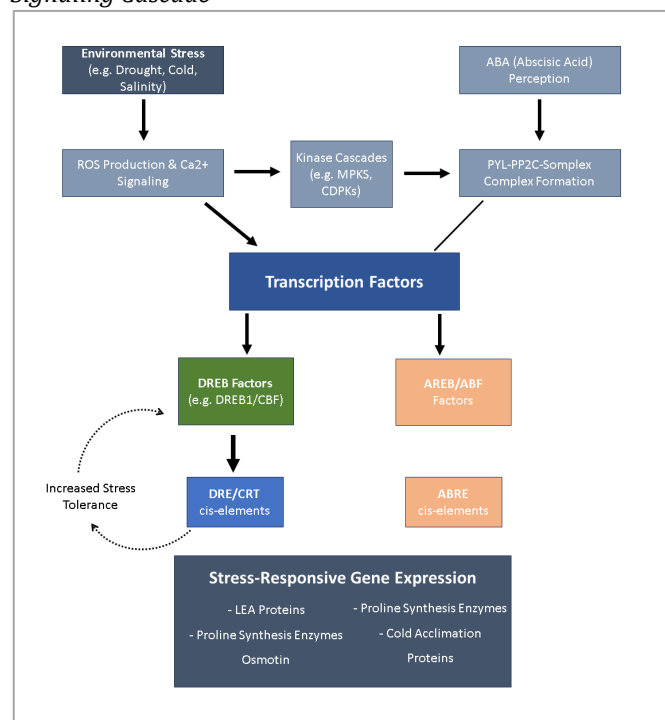 Signaling Cascade
Environmental Stress
(e.g. Drought, Cold,
Salinity)
ABA (Abscisic Acid)
Perception
ROS Production & Ca2+
Signaling
Kinase Cascades
(e.g. MPKS,
CDPKs)
PYL-PP2C-Somplex
Complex Formation
Transcription Factors
DREB Factors
(e.g. DREB1/CBF)
AREB/ABF
Factors
Increased Stress
Tolerance
DRE/CRT
cis-elements
ABRE
cis-elements
Stress-Responsive Gene Expression
- LEA Proteins
- Proline Synthesis Enzymes
Osmotin
- Proline Synthesis Enzymes
- Cold Acclimation
Proteins